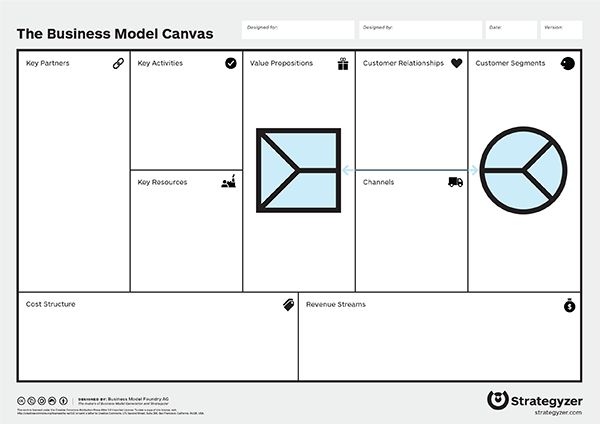 The Business Model Canvas
Designed for:
Designed by:
Date:
Version:
Key Partners
Key Activities
Value Propositions
Customer Relationships
Customer Segments
Key Resources
Channels
Cost Structure
Revenue Streams
DESIGNED BY: Business Model Foundry AG
The makers of Business Model Generation and Strategyzer
Strategyzer
strategyzer.com